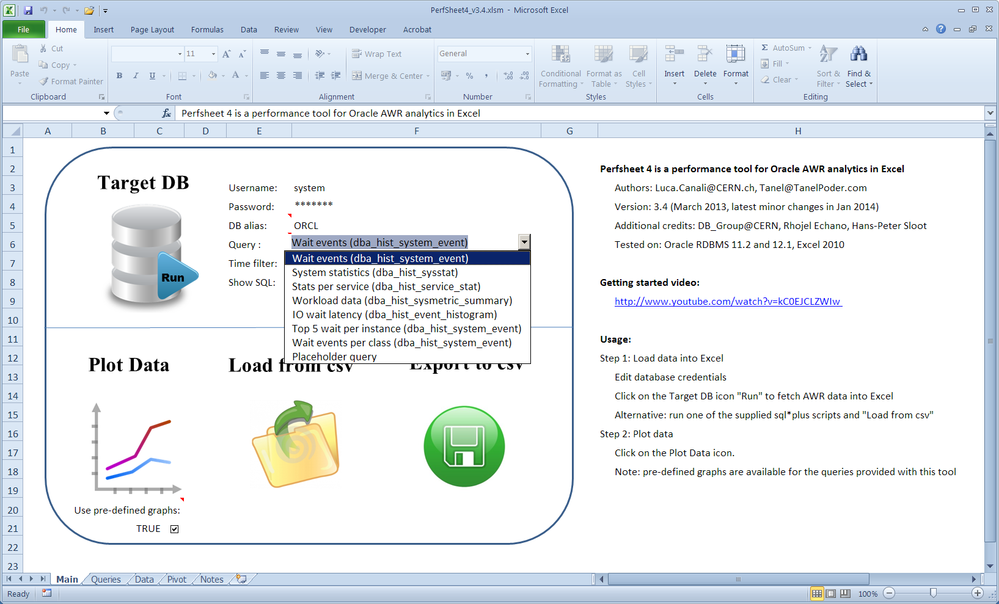 PerfSheet4_v3.4.xlsm - Microsoft Excel
File Home Insert Page Layout Formulas Data Review View Developer Acrobat
Paste
Cut
Copy
Format Painter
Clipboard
11
B I U A
Font
Wrap Text
Merge & Center
Alignment
General
% ,
Number
Conditional Formatting
Format as Table
Cell Styles
Styles
Insert Delete Format
Cells
Σ AutoSum
Fill
Clear
Sort & Filter
Find & Select
Editing
fx Perfsheet 4 is a performance tool for Oracle AWR analytics in Excel
A B C D E F G H
1
2
3
4
5
6
7
8
9
10
11
12
13
14
15
16
17
18
19
20
21
22
23
Target DB
Run
Username: system
Password: *******
DB alias: ORCL
Query : Wait events (dba_hist_system_event)
Time filter:
Show SQL:
Wait events (dba_hist_system_event)
System statistics (dba_hist_sysstat)
Stats per service (dba_hist_service_stat)
Workload data (dba_hist_sysmetric_summary)
IO wait latency (dba_hist_event_histogram)
Top 5 wait per instance (dba_hist_system_event)
Wait events per class (dba_hist_system_event)
Placeholder query
Plot Data
Load from csv
Export to csv
Use pre-defined graphs:
TRUE
Perfsheet 4 is a performance tool for Oracle AWR analytics in Excel
Authors: Luca.Canali@CERN.ch, Tanel@TanelPoder.com
Version: 3.4 (March 2013, latest minor changes in Jan 2014)
Additional credits: DB_Group@CERN, Rhojel Echano, Hans-Peter Sloot
Tested on: Oracle RDBMS 11.2 and 12.1, Excel 2010
Getting started video:
http://www.youtube.com/watch?v=kC0EJCLZWIw
Usage:
Step 1: Load data into Excel
Edit database credentials
Click on the Target DB icon "Run" to fetch AWR data into Excel
Alternative: run one of the supplied sql*plus scripts and "Load from csv"
Step 2: Plot data
Click on the Plot Data icon.
Note: pre-defined graphs are available for the queries provided with this tool
Main Queries Data Pivot Notes
Ready
100%